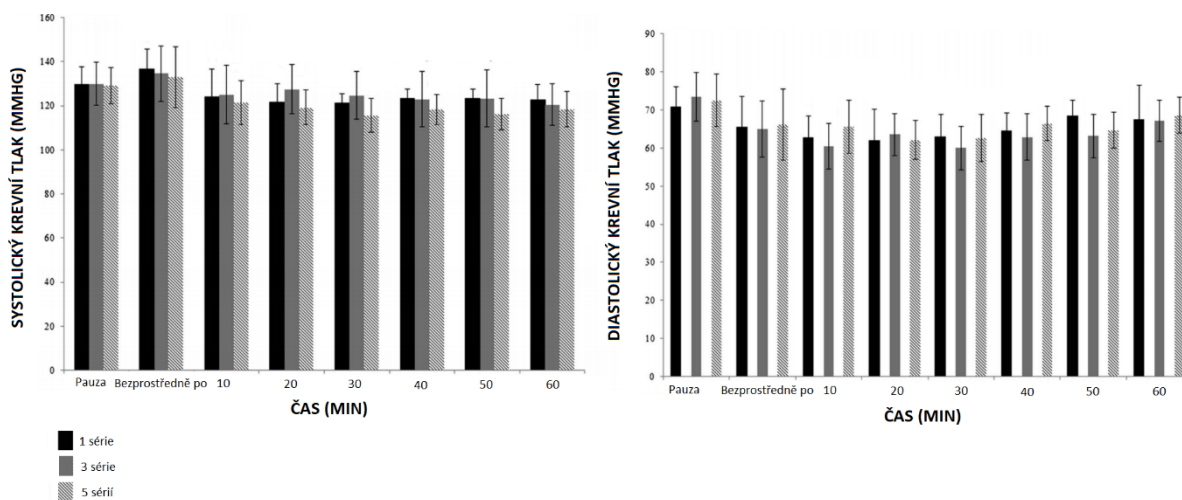 SYSTOLICKÝ KREVNÍ TLAK (MMHG)
160
140
120
100
80
60
40
20
0
Pauza Bezprostředně po 10 20 30 40 50 60
ČAS (MIN)
1 série
3 série
5 sérií
DIASTOLICKÝ KREVNÍ TLAK (MMHG)
90
80
70
60
50
40
30
20
10
0
Pauza Bezprostředně po 10 20 30 40 50 60
ČAS (MIN)